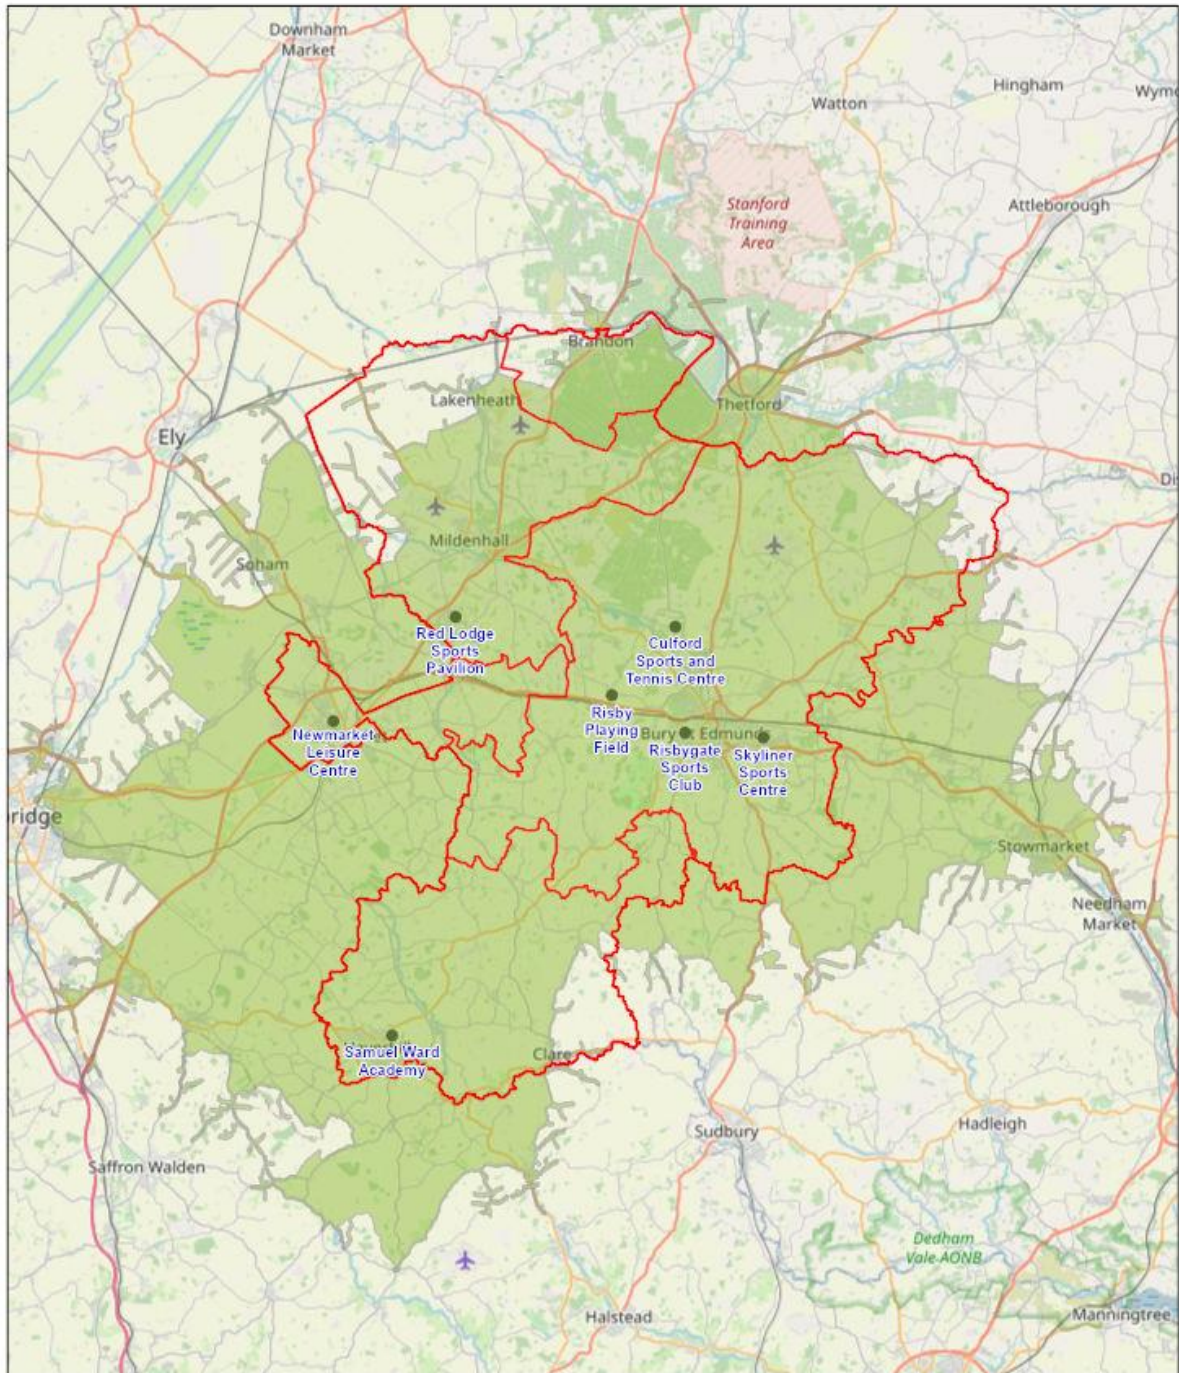 Downham
Market
Hingham
Wymo
Watton
Stanford
Training
Area
Attleborough
Brandon
Lakenheath
Thetford
Ely
Dis
Mildenhall
Soham
Red Lodge
Sports
Pavilion
Culford
Sports and
Tennis Centre
Risby
Playing
Field
Bury St Edmunds
Risbygate
Sports
Club
Skyliner
Sports
Centre
Newmarket
Leisure
Centre
bridge
Stowmarket
Needham
Market
Samuel Ward
Academy
Clare
Sudbury
Hadleigh
Saffron Walden
Dedham
Vale AONB
Halstead
Manningtree